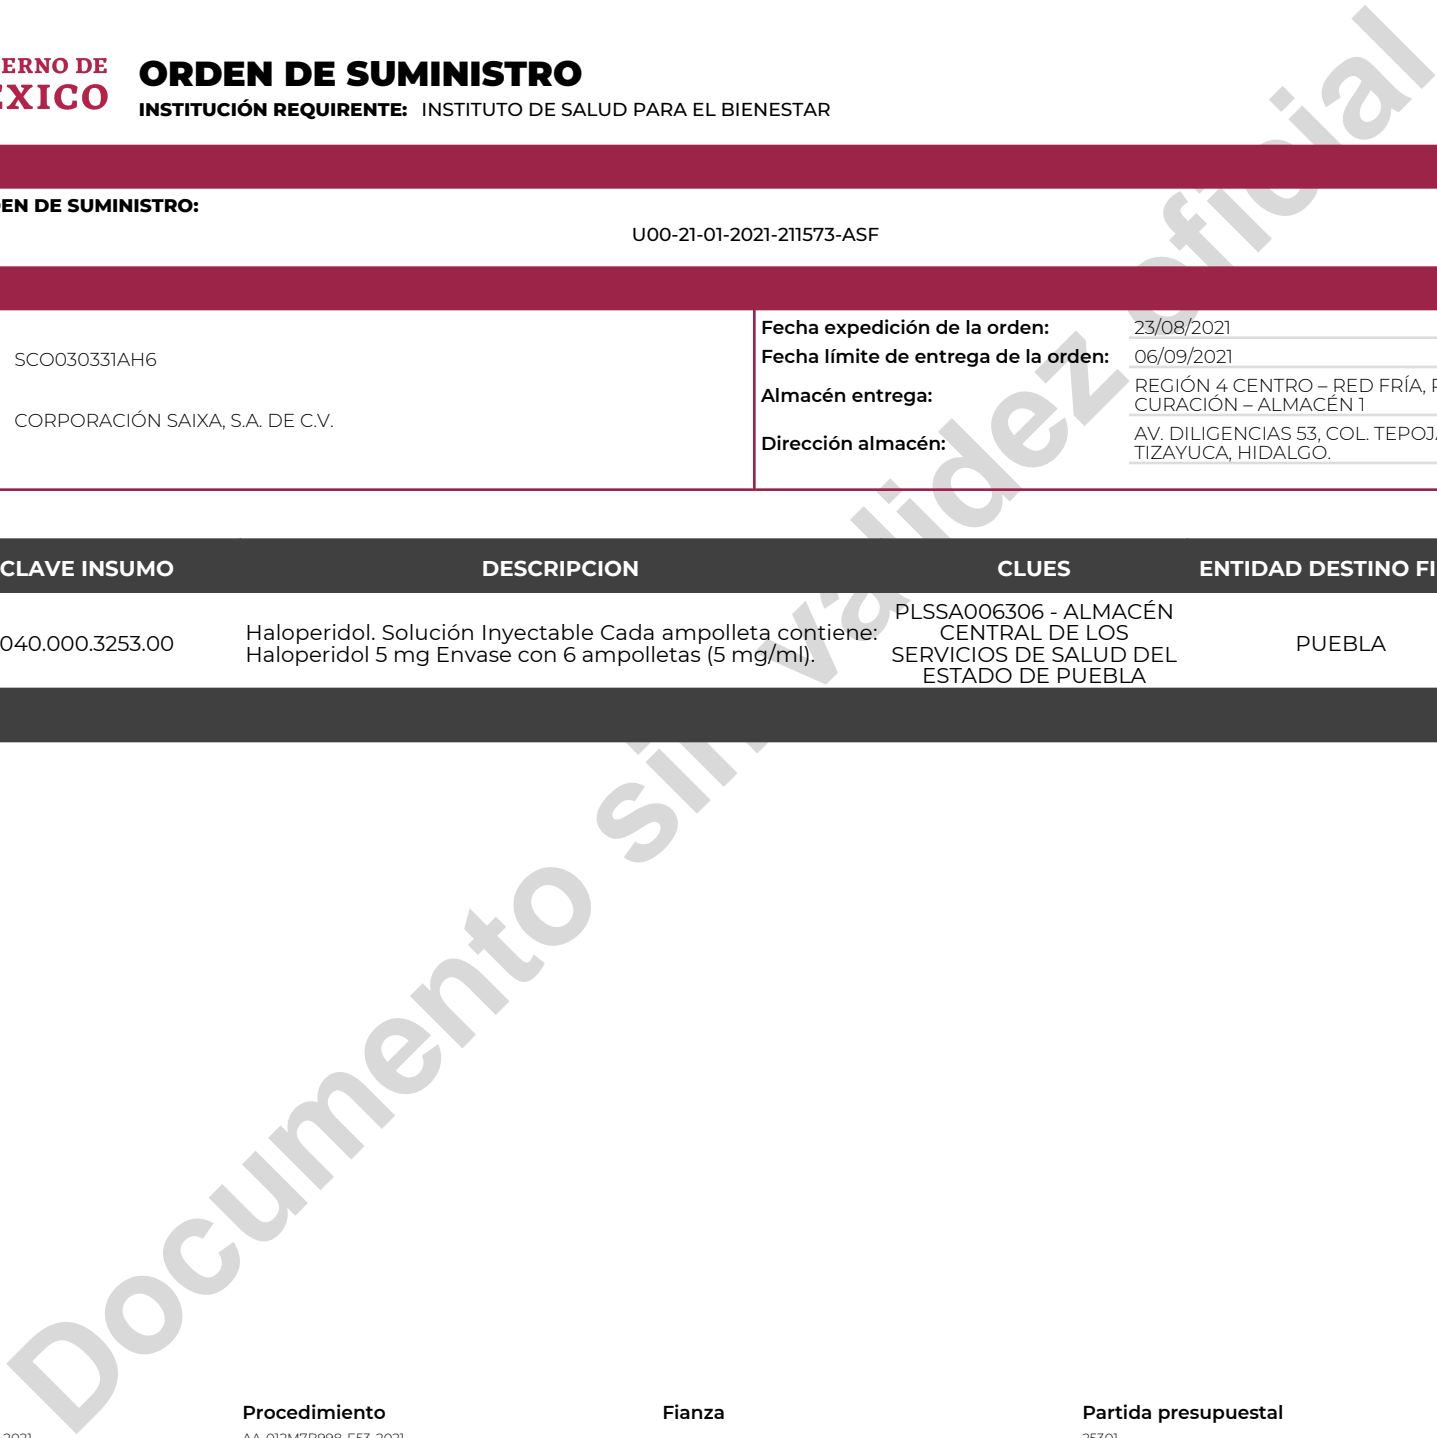 ERNO DE
ORDEN DE SUMINISTRO
XICO
INSTITUCIÓN REQUIRENTE: INSTITUTO DE SALUD PARA EL BIENESTAR
EN DE SUMINISTRO:
U00-21-01-2021-211573-ASF
SCO030331AH6
CORPORACIÓN SAIXA, S.A. DE C.V.
Fecha expedición de la orden: 23/08/2021
Fecha límite de entrega de la orden: 06/09/2021
Almacén entrega: REGIÓN 4 CENTRO – RED FRÍA,
CURACIÓN – ALMACÉN 1
Dirección almacén: AV. DILIGENCIAS 53, COL. TEPOJ
TIZAYUCA, HIDALGO.
CLAVE INSUMO DESCRIPCION CLUES ENTIDAD DESTINO FI
040.000.3253.00
Haloperidol. Solución Inyectable Cada ampolleta contiene:
Haloperidol 5 mg Envase con 6 ampolletas (5 mg/ml).
PLSSA006306 - ALMACÉN
CENTRAL DE LOS
SERVICIOS DE SALUD DEL
ESTADO DE PUEBLA
PUEBLA
Documento sin validez oficial
Procedimiento Fianza Partida presupuestal